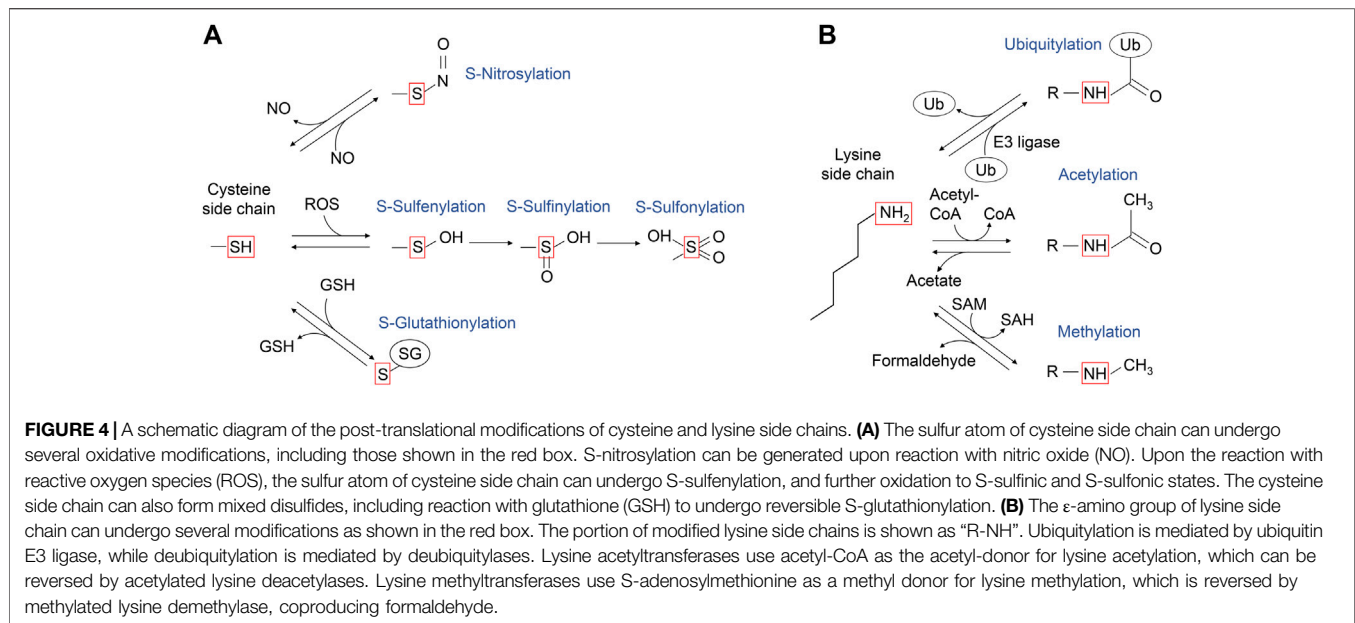 A
O
N
S
S-Nitrosylation
NO
NO
Cysteine
side chain
SH
ROS
S-Sulfenylation
S-Sulfinylation
S-Sulfonylation
S
OH
S
OH
O
OH
S
O
O
GSH
GSH
S-Glutathionylation
SG
S
B
Ubiquitylation
Ub
R
NH
O
Ub
E3 ligase
Ub
Lysine
side chain
NH2
Acetyl-
CoA
CoA
Acetate
Acetylation
CH3
R
NH
O
SAM
SAH
Formaldehyde
Methylation
R
NH
CH3
FIGURE 4 | A schematic diagram of the post-translational modifications of cysteine and lysine side chains. (A) The sulfur atom of cysteine side chain can undergo
several oxidative modifications, including those shown in the red box. S-nitrosylation can be generated upon reaction with nitric oxide (NO). Upon the reaction with
reactive oxygen species (ROS), the sulfur atom of cysteine side chain can undergo S-sulfenylation, and further oxidation to S-sulfinic and S-sulfonic states. The cysteine
side chain can also form mixed disulfides, including reaction with glutathione (GSH) to undergo reversible S-glutathionylation. (B) The ε-amino group of lysine side
chain can undergo several modifications as shown in the red box. The portion of modified lysine side chains is shown as “R-NH”. Ubiquitylation is mediated by ubiquitin
E3 ligase, while deubiquitylation is mediated by deubiquitylases. Lysine acetyltransferases use acetyl-CoA as the acetyl-donor for lysine acetylation, which can be
reversed by acetylated lysine deacetylases. Lysine methyltransferases use S-adenosylmethionine as a methyl donor for lysine methylation, which is reversed by
methylated lysine demethylase, coproducing formaldehyde.